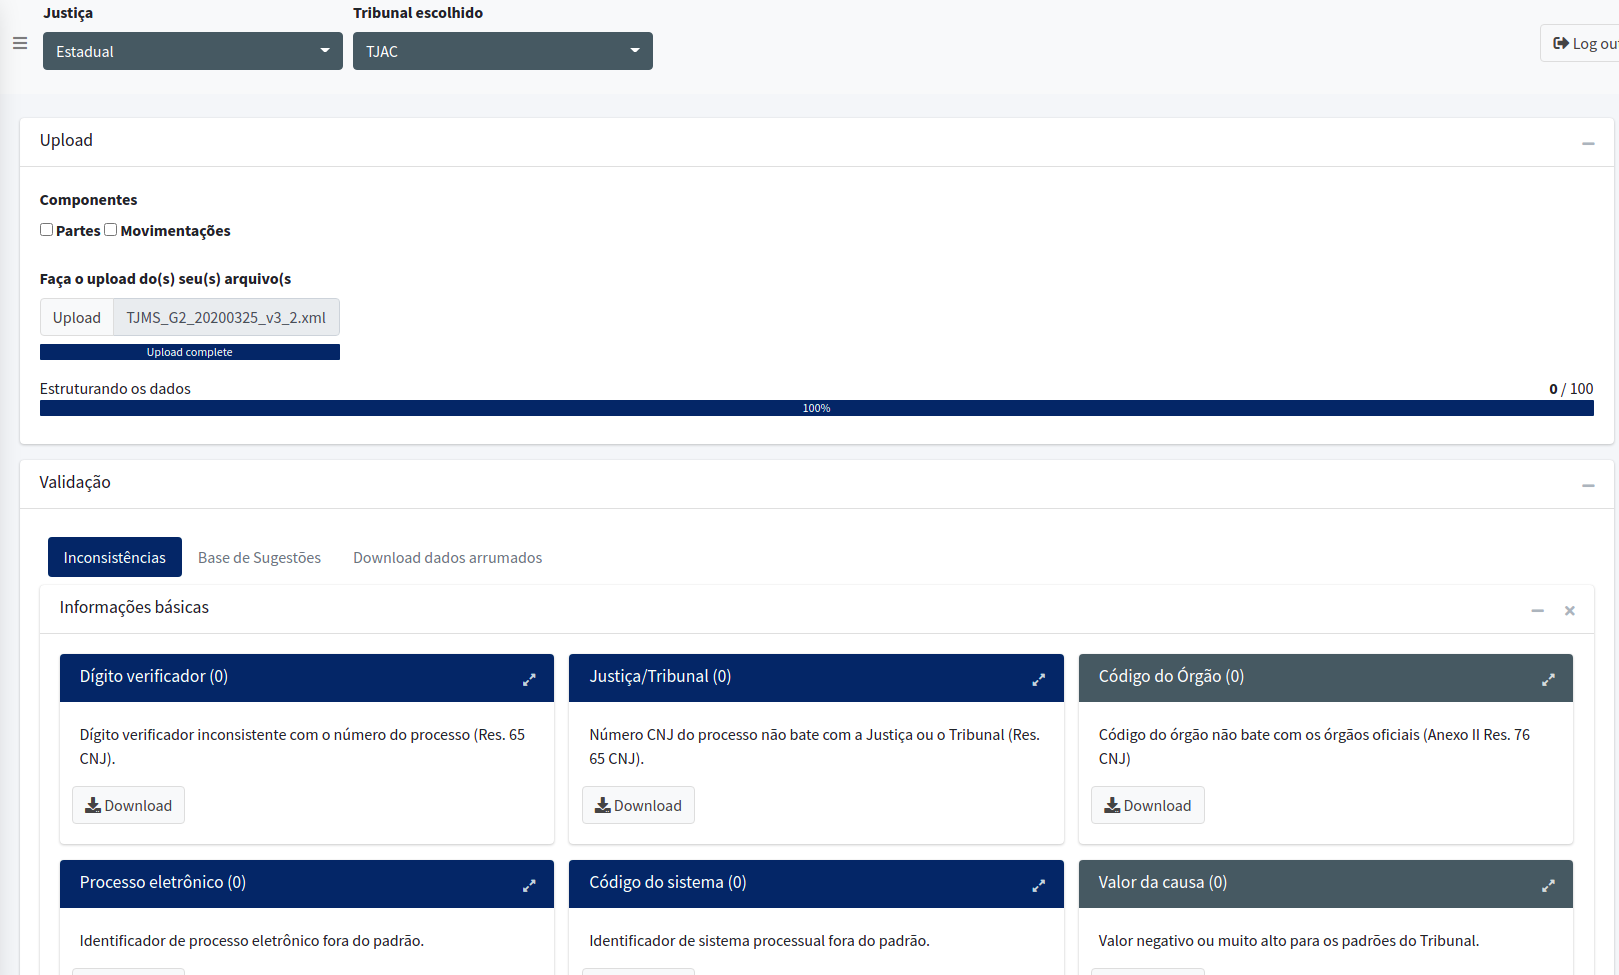 Justiça
Tribunal escolhido
Estadual
TJAC
Log out
Upload
Componentes
Partes Movimentações
Faça o upload do(s) seu(s) arquivo(s
Upload TJMS_G2_20200325_v3_2.xml
Upload complete
Estruturando os dados 0 / 100
100%
Validação
Inconsistências Base de Sugestões Download dados arrumados
Informações básicas
Dígito verificador (0)
Dígito verificador inconsistente com o número do processo (Res. 65
CNJ).
Download
Justiça/Tribunal (0)
Número CNJ do processo não bate com a Justiça ou o Tribunal (Res.
65 CNJ).
Download
Código do Órgão (0)
Código do órgão não bate com os órgãos oficiais (Anexo II Res. 76
CNJ)
Download
Processo eletrônico (0)
Identificador de processo eletrônico fora do padrão.
Código do sistema (0)
Identificador de sistema processual fora do padrão.
Valor da causa (0)
Valor negativo ou muito alto para os padrões do Tribunal.